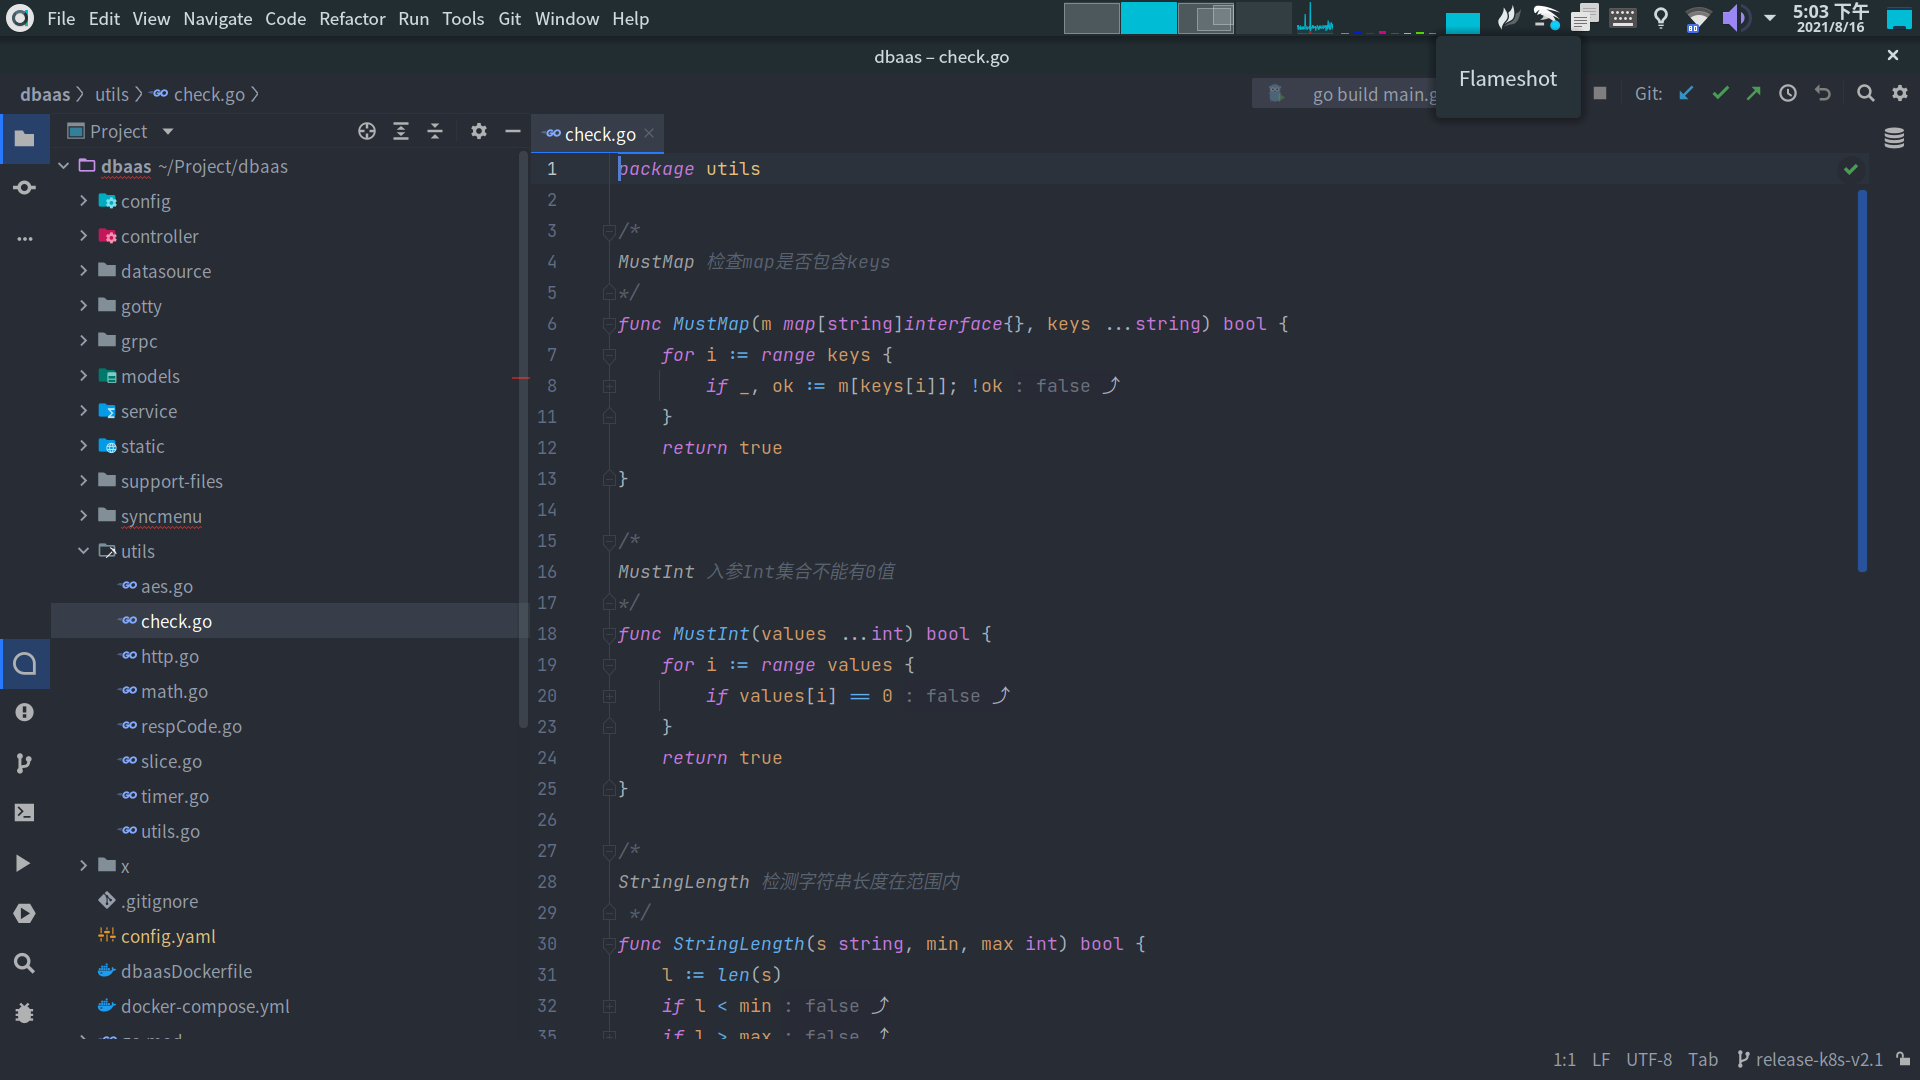 File Edit View Navigate Code Refactor Run Tools Git Window Help
5:03 下午
2021/8/16
dbaas – check.go
Flameshot
dbaas utils check.go
go build main.g
Git:
Project
check.go
dbaas ~/Project/dbaas
config
controller
datasource
gotty
grpc
models
service
static
support-files
syncmenu
utils
aes.go
check.go
http.go
math.go
respCode.go
slice.go
timer.go
utils.go
x
.gitignore
config.yaml
dbaasDockerfile
docker-compose.yml
1 package utils
2
3 /*
4 MustMap 检查map是否包含keys
5 */
6 func MustMap(m map[string]interface{}, keys ...string) bool {
7 for i := range keys {
8 if _, ok := m[keys[i]]; !ok : false
11 }
12 return true
13 }
14
15 /*
16 MustInt 入参Int集合不能有0值
17 */
18 func MustInt(values ...int) bool {
19 for i := range values {
20 if values[i] == 0 : false
23 }
24 return true
25 }
26
27 /*
28 StringLength 检测字符串长度在范围内
29 */
30 func StringLength(s string, min, max int) bool {
31 l := len(s)
32 if l < min : false
35 if l > max : false
1:1 LF UTF-8 Tab release-k8s-v2.1